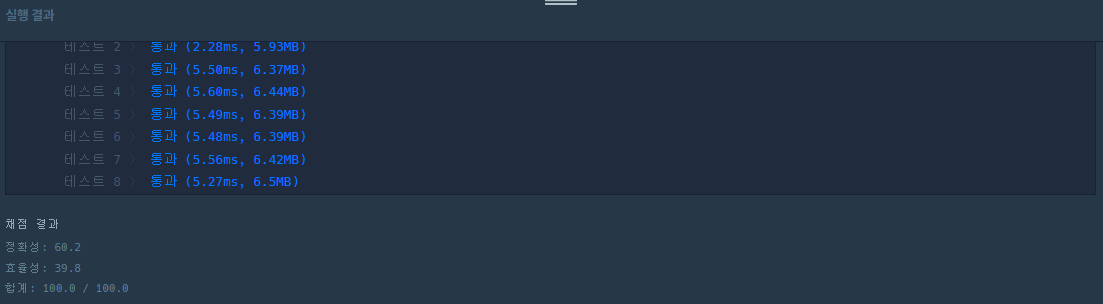 실행 결과
테스트 2 〉 통과 (2.28ms, 5.93MB)
테스트 3 〉 통과 (5.50ms, 6.37MB)
테스트 4 〉 통과 (5.60ms, 6.44MB)
테스트 5 〉 통과 (5.49ms, 6.39MB)
테스트 6 〉 통과 (5.48ms, 6.39MB)
테스트 7 〉 통과 (5.56ms, 6.42MB)
테스트 8 〉 통과 (5.27ms, 6.5MB)
채점 결과
정확성: 60.2
효율성: 39.8
합계: 100.0 / 100.0